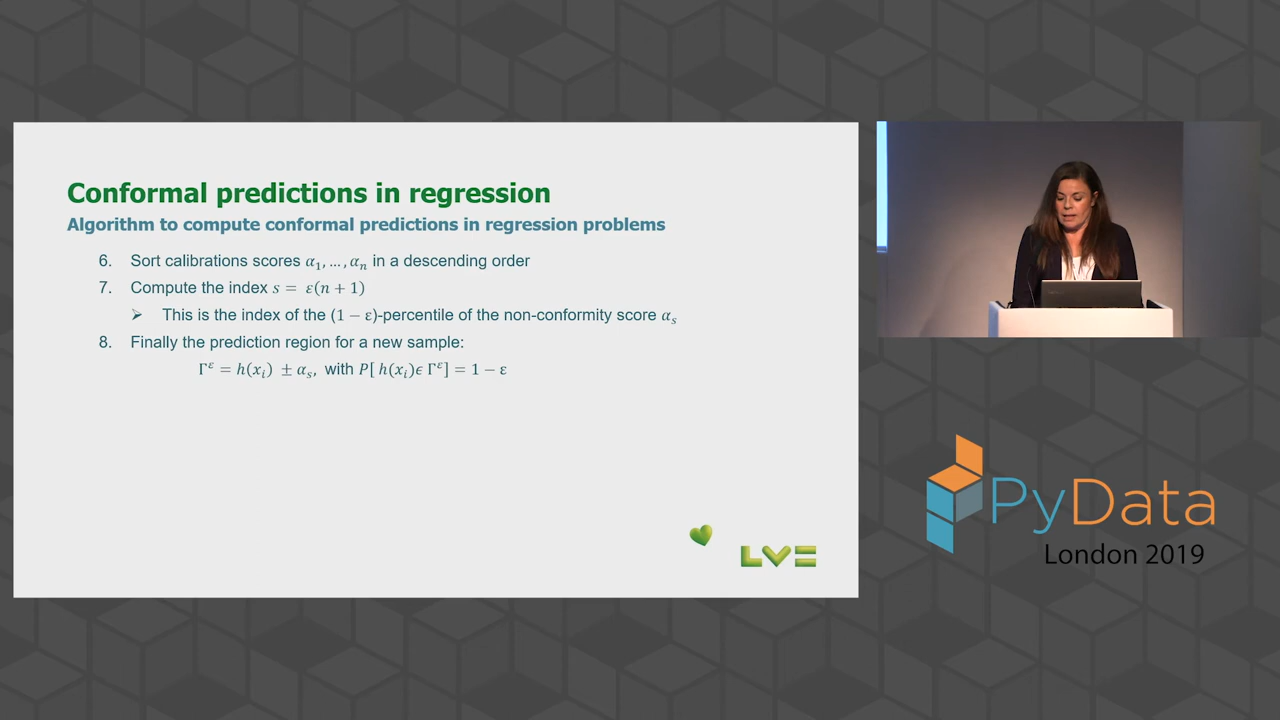 Conformal predictions in regression
Algorithm to compute conformal predictions in regression problems
6. Sort calibrations scores α₁, …, αₙ in a descending order
7. Compute the index s = ε(n + 1)
➢ This is the index of the (1 − ε)-percentile of the non-conformity score αₛ
8. Finally the prediction region for a new sample:
Γ^ε = h(xᵢ) ± αₛ, with P[ h(xᵢ)ϵ Γ^ε] = 1 − ε
LV=
PyData
London 2019